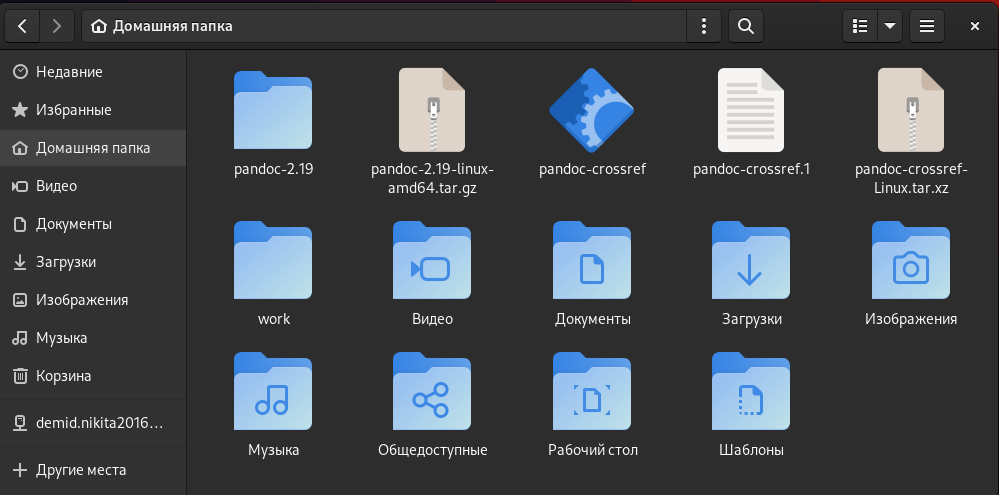 Домашняя папка
Недавние
Избранные
Домашняя папка
Видео
Документы
Загрузки
Изображения
Музыка
Корзина
demid.nikita2016…
Другие места
pandoc-2.19
pandoc-2.19-linux-
amd64.tar.gz
pandoc-crossref
pandoc-crossref.1
pandoc-crossref-
Linux.tar.xz
work
Видео
Документы
Загрузки
Изображения
Музыка
Общедоступные
Рабочий стол
Шаблоны